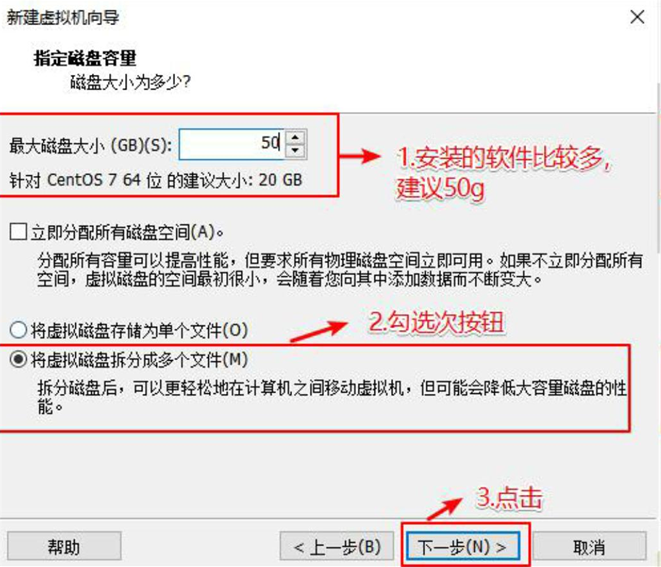 新建虚拟机向导
指定磁盘容量
磁盘大小为多少?
最大磁盘大小 (GB)(S): 50
针对 CentOS 7 64 位 的建议大小: 20 GB
1.安装的软件比较多,
建议50g
立即分配所有磁盘空间(A)。
分配所有容量可以提高性能，但要求所有物理磁盘空间立即可用。如果不立即分配所有
空间，虚拟磁盘的空间最初很小，会随着您向其中添加数据而不断变大。
将虚拟磁盘存储为单个文件(O)
2.勾选次按钮
将虚拟磁盘拆分成多个文件(M)
拆分磁盘后，可以更轻松地在计算机之间移动虚拟机，但可能会降低大容量磁盘的性
能。
3.点击
帮助 < 上一步(B) 下一步(N) > 取消